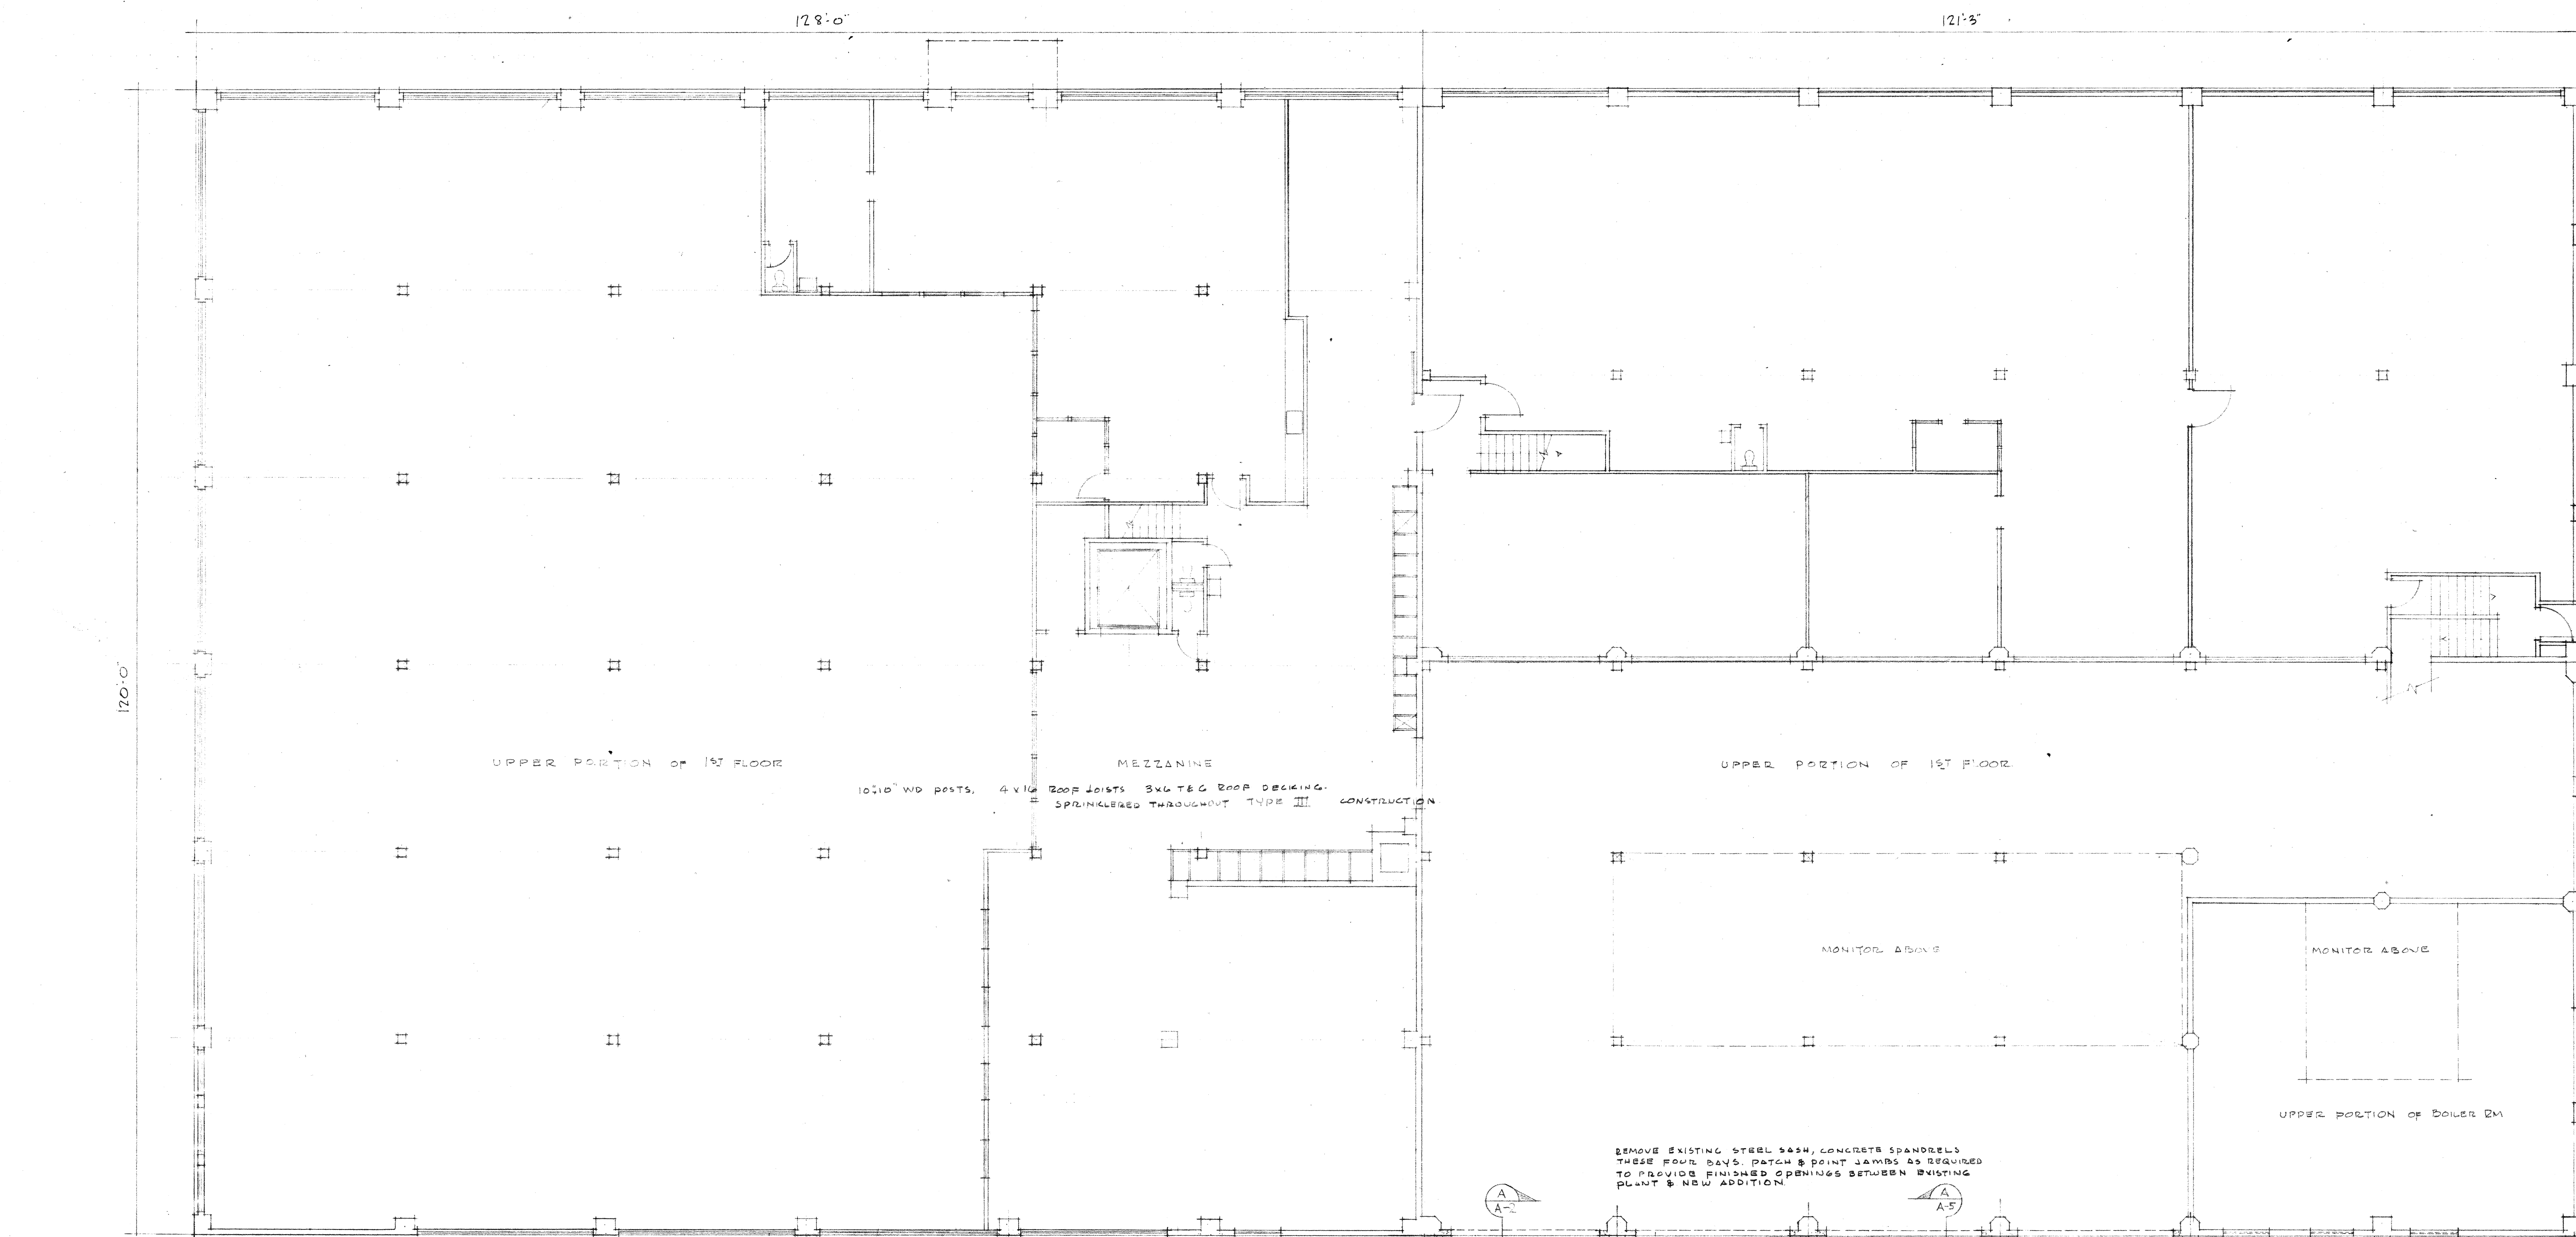 128'-0"
121'-3"
120'-0"
UPPER PORTION OF 1ST FLOOR
MEZZANINE
UPPER PORTION OF 1ST FLOOR
10"x10" WD POSTS, 4 x 16 ROOF JOISTS 3x6 T&G ROOF DECKING.
SPRINKLERED THROUGHOUT TYPE III CONSTRUCTION
MONITOR ABOVE
MONITOR ABOVE
UPPER PORTION OF BOILER RM
REMOVE EXISTING STEEL SASH, CONCRETE SPANDRELS
THESE FOUR BAYS. PATCH & POINT JAMBS AS REQUIRED
TO PROVIDE FINISHED OPENINGS BETWEEN EXISTING
PLANT & NEW ADDITION.
A
A-2
A
A-5